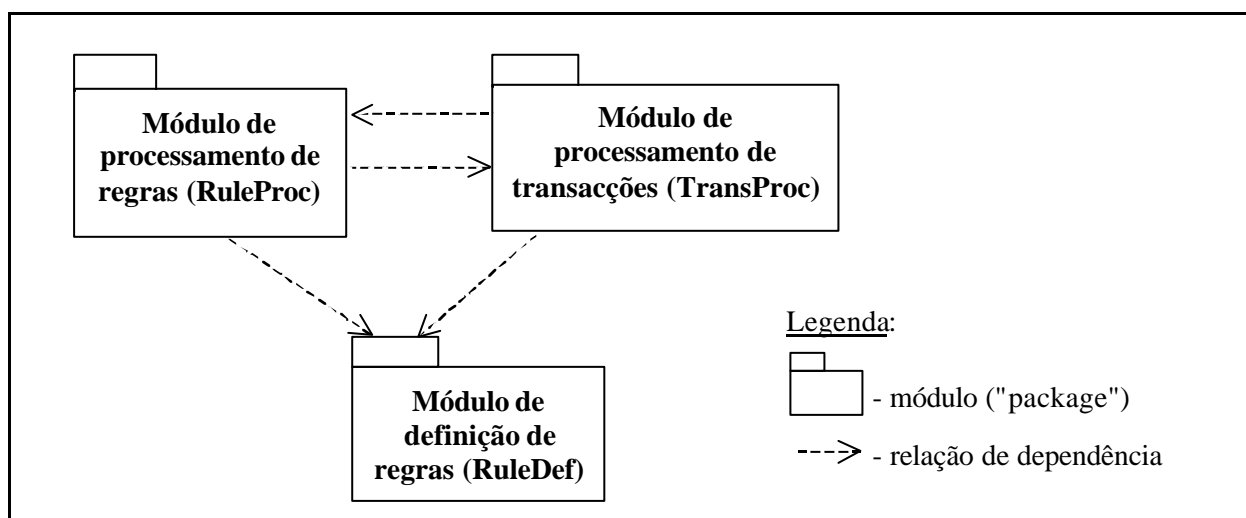 Módulo de
processamento de
regras (RuleProc)
Módulo de
processamento de
transacções (TransProc)
Módulo de
definição de
regras (RuleDef)
Legenda:
- módulo ("package")
- relação de dependência